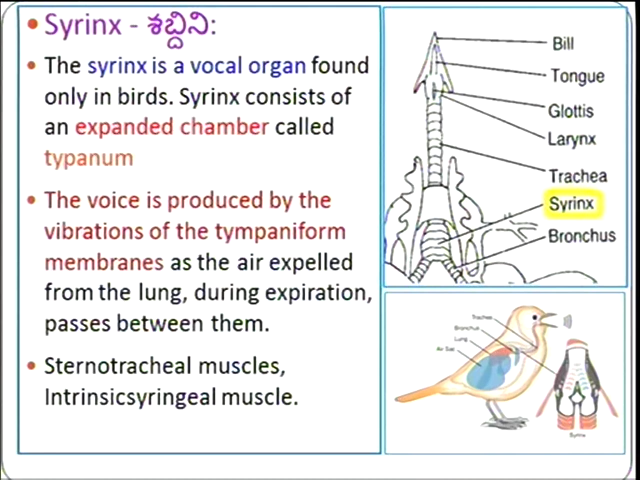 Syrinx - ಶಬ್ದಿನಿ:
The syrinx is a vocal organ found
only in birds. Syrinx consists of
an expanded chamber called
typanum
The voice is produced by the
vibrations of the tympaniform
membranes as the air expelled
from the lung, during expiration,
passes between them.
Sternotracheal muscles,
Intrinsicsyringeal muscle.
Bill
Tongue
Glottis
Larynx
Trachea
Syrinx
Bronchus
Trachea
Bronchus
Lung
Air Sac
Syrinx